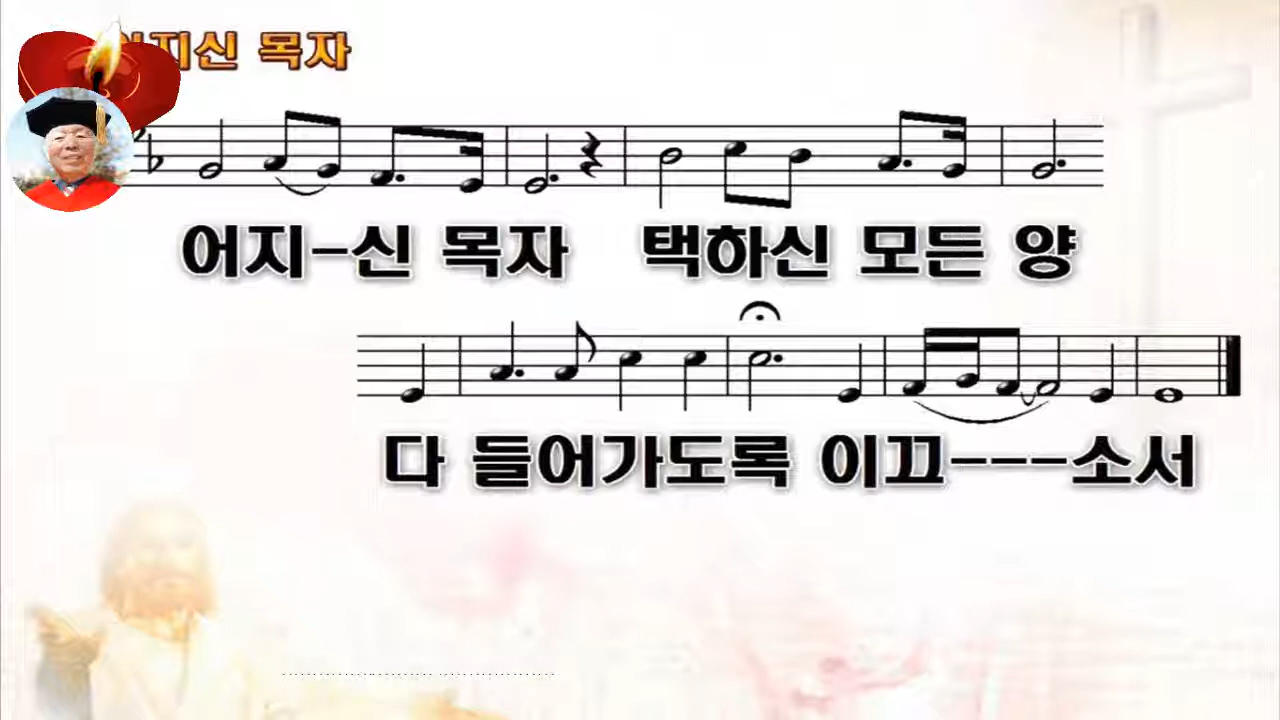 어지신 목자
어지-신 목자 택하신 모든 양
다 들어가도록 이끄---소서